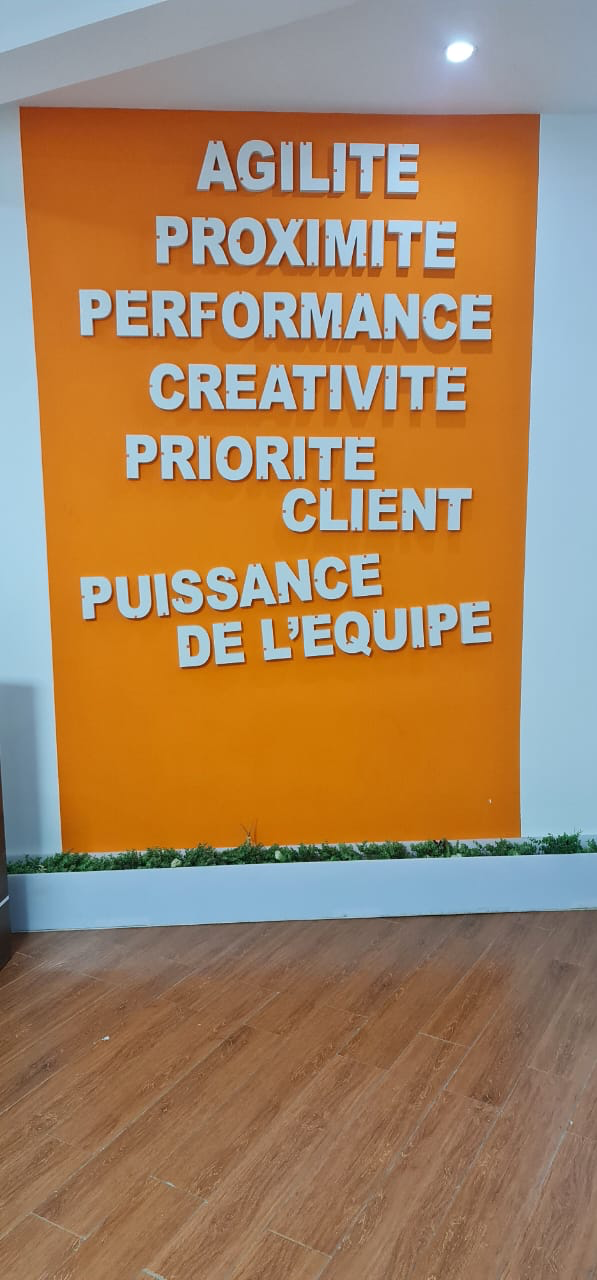 AGILITE
PROXIMITE
PERFORMANCE
CREATIVITE
PRIORITE
CLIENT
PUISSANCE
DE L'EQUIPE